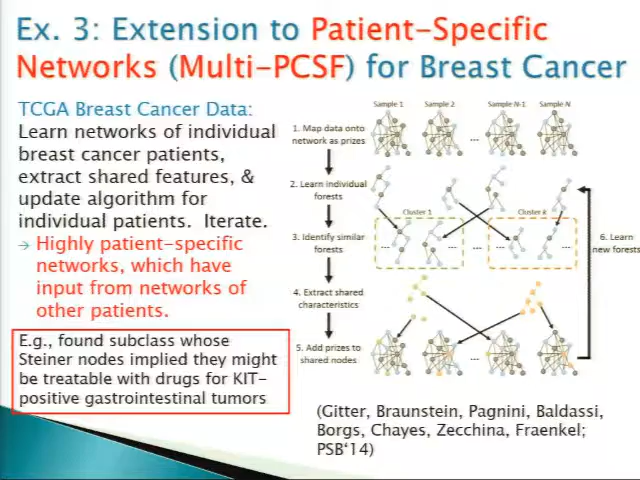 Ex. 3: Extension to Patient-Specific
Networks (Multi-PCSF) for Breast Cancer
TCGA Breast Cancer Data:
Learn networks of individual
breast cancer patients,
extract shared features, &
update algorithm for
individual patients. Iterate.
→ Highly patient-specific
networks, which have
input from networks of
other patients.
E.g., found subclass whose
Steiner nodes implied they might
be treatable with drugs for KIT-
positive gastrointestinal tumors
Sample 1 Sample 2 Sample N-1 Sample N
1. Map data onto
network as prizes
...
2. Learn individual
forests
Cluster 1 Cluster k
3. Identify similar
forests
... ... ... ... ...
6. Learn
new forests
4. Extract shared
characteristics
5. Add prizes to
shared nodes
...
(Gitter, Braunstein, Pagnini, Baldassi,
Borgs, Chayes, Zecchina, Fraenkel;
PSB‘14)